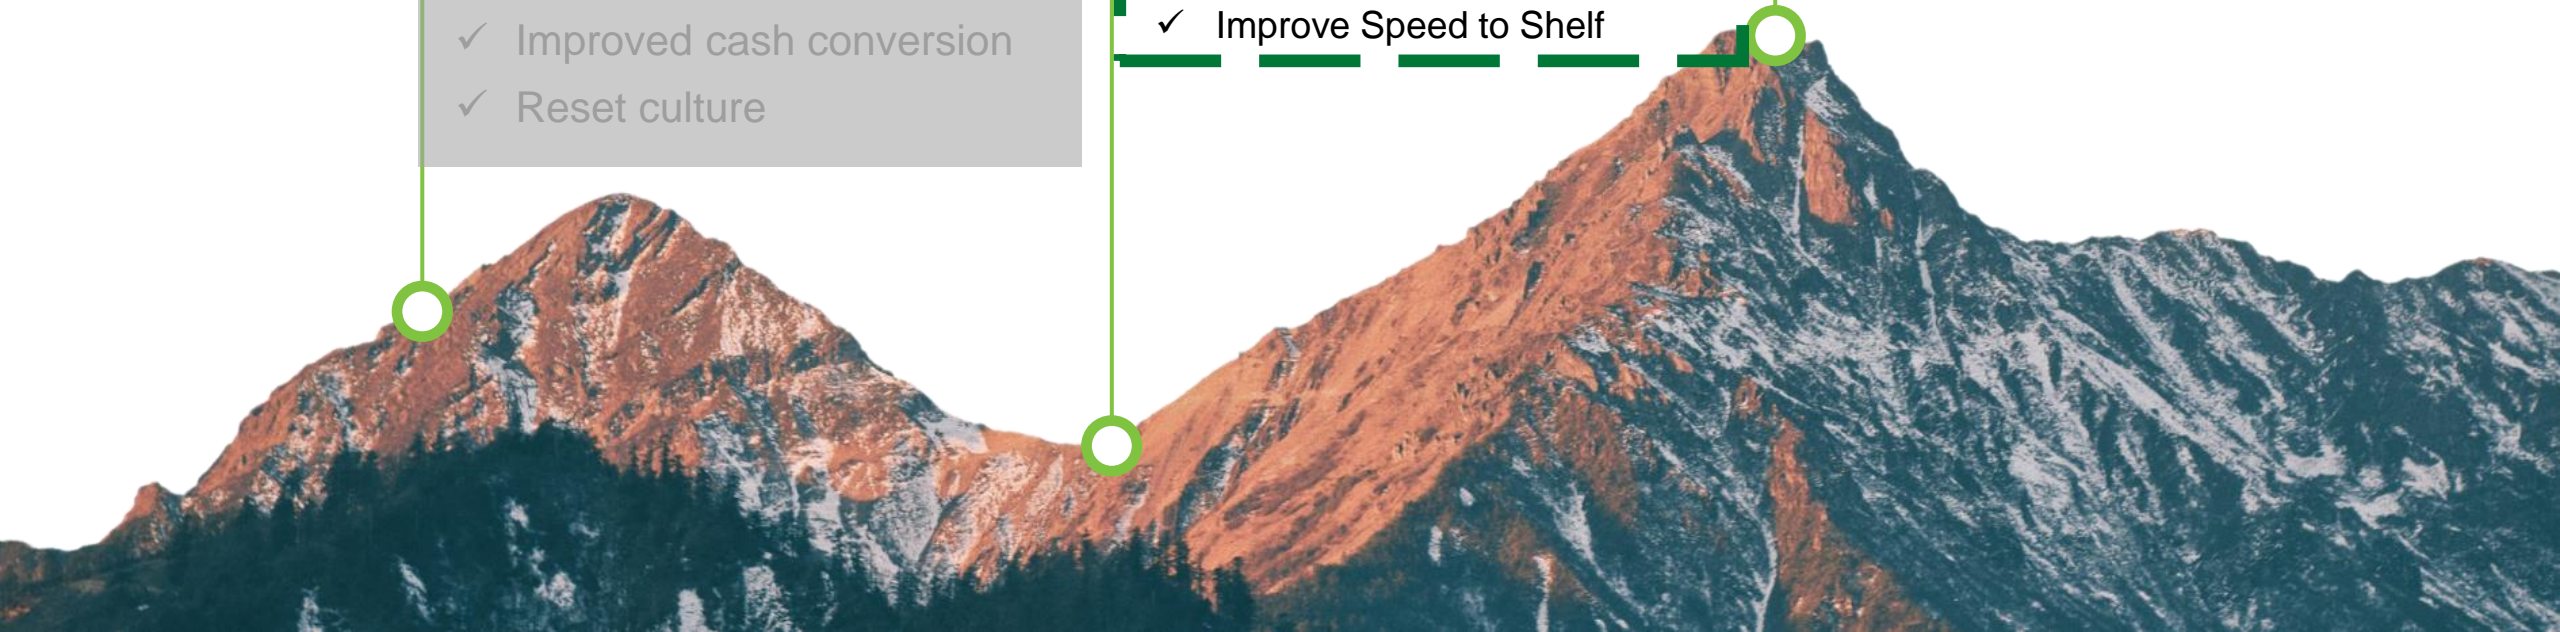 ✓ Improved cash conversion
✓ Reset culture
✓ Improve Speed to Shelf